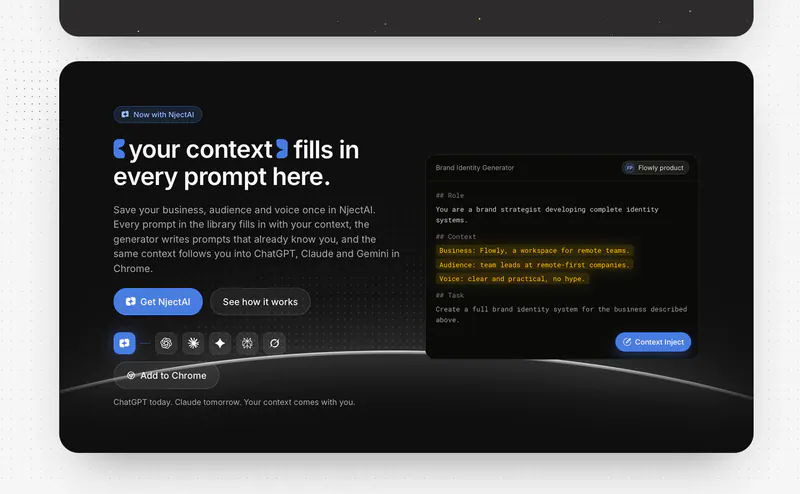 Now with NjectAI
your context fills in
every prompt here.
Save your business, audience and voice once in NjectAI.
Every prompt in the library fills in with your context, the
generator writes prompts that already know you, and the
same context follows you into ChatGPT, Claude and Gemini in
Chrome.
Get NjectAI
See how it works
Add to Chrome
ChatGPT today. Claude tomorrow. Your context comes with you.
Brand Identity Generator
FP
Flowly product
## Role
You are a brand strategist developing complete identity
systems.
## Context
Business: Flowly, a workspace for remote teams.
Audience: team leads at remote-first companies.
Voice: clear and practical, no hype.
## Task
Create a full brand identity system for the business described
above.
Context Inject